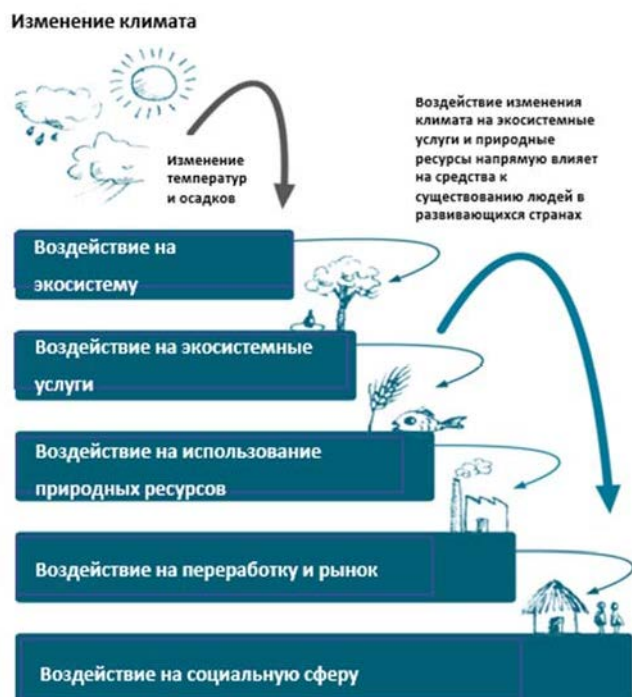 Изменение климата
Изменение
температур
и осадков
Воздействие изменения
климата на экосистемные
услуги и природные
ресурсы напрямую влияет
на средства к
существованию людей в
развивающихся странах
Воздействие на
экосистему
Воздействие на экосистемные
услуги
Воздействие на использование
природных ресурсов
Воздействие на переработку и рынок
Воздействие на социальную сферу